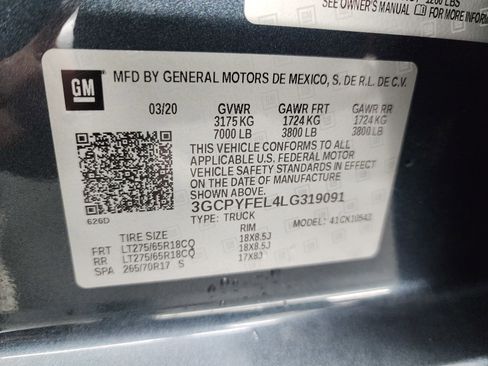 1200 LBS
SEE OWNER'S MANUAL FOR MORE INFORM
GM
MFD BY GENERAL MOTORS DE MEXICO, S. DE R.L. DE C.V.
03/20 GVWR GAWR FRT GAWR RR
3175 KG 1724 KG 1724 KG
7000 LB 3800 LB 3800 LB
THIS VEHICLE CONFORMS TO ALL
APPLICABLE U.S. FEDERAL MOTOR
VEHICLE SAFETY STANDARDS IN
EFFECT ON THE DATE OF MANUFACTURE
SHOWN ABOVE.
626D 3GCPYFEL4LG319091
TYPE: TRUCK MODEL: 41CK10543
TIRE SIZE RIM
FRT LT275/65R18CQ 18X8.5J
RR LT275/65R18CQ 18X8.5J
SPA 265/70R17 S 17X8J